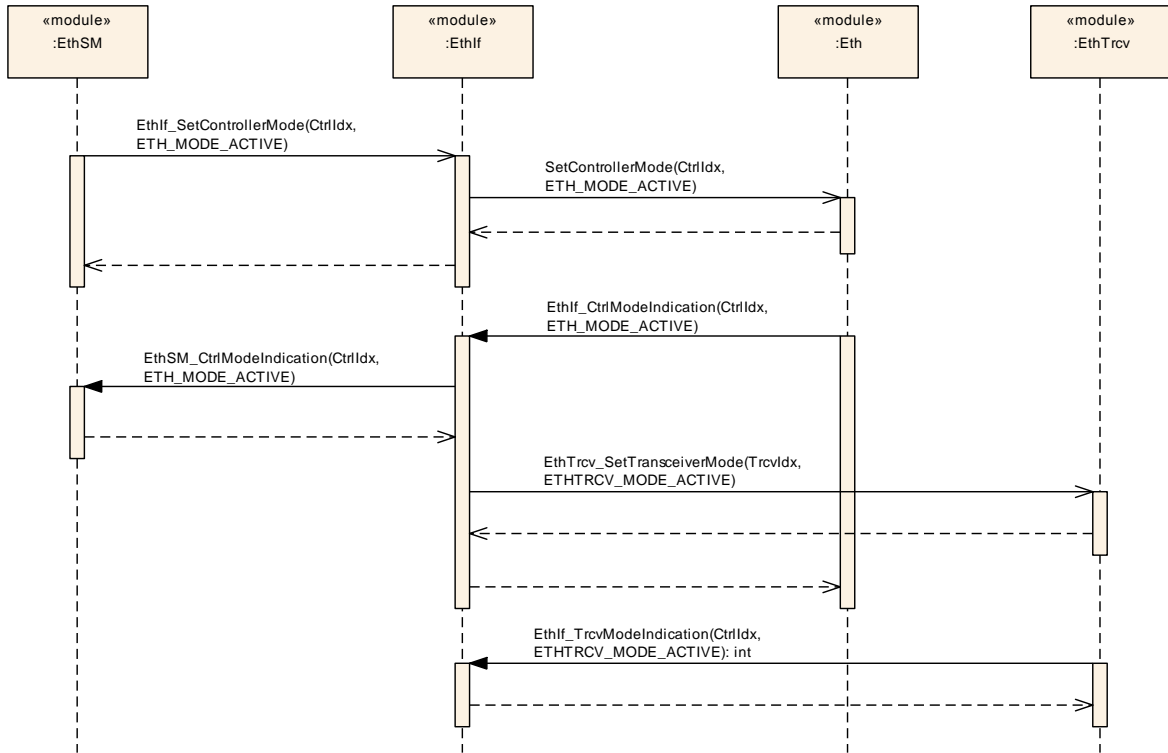 «module»
:EthSM
«module»
:EthIf
«module»
:Eth
«module»
:EthTrcv
EthIf_SetControllerMode(CtrlIdx,
ETH_MODE_ACTIVE)
SetControllerMode(CtrlIdx,
ETH_MODE_ACTIVE)
EthIf_CtrlModeIndication(CtrlIdx,
ETH_MODE_ACTIVE)
EthSM_CtrlModeIndication(CtrlIdx,
ETH_MODE_ACTIVE)
EthTrcv_SetTransceiverMode(TrcvIdx,
ETHTRCV_MODE_ACTIVE)
EthIf_TrcvModeIndication(CtrlIdx,
ETHTRCV_MODE_ACTIVE): int